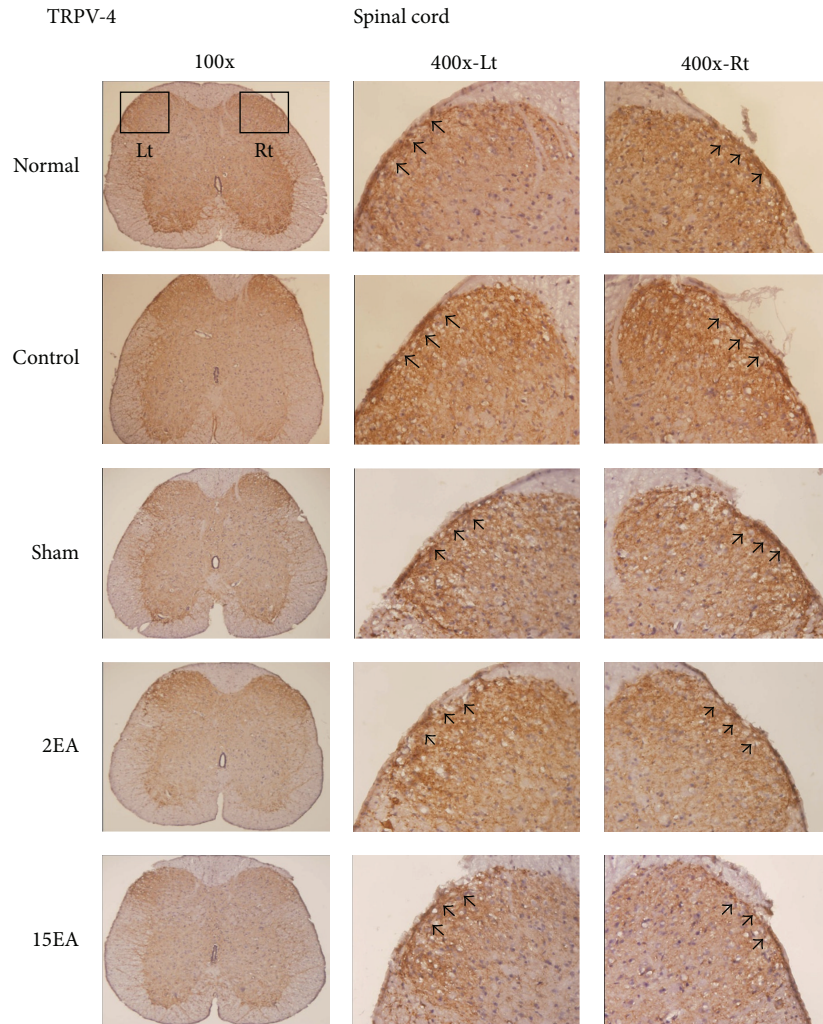 TRPV-4 Spinal cord
100x 400x-Lt 400x-Rt
Lt Rt
Normal
Control
Sham
2EA
15EA